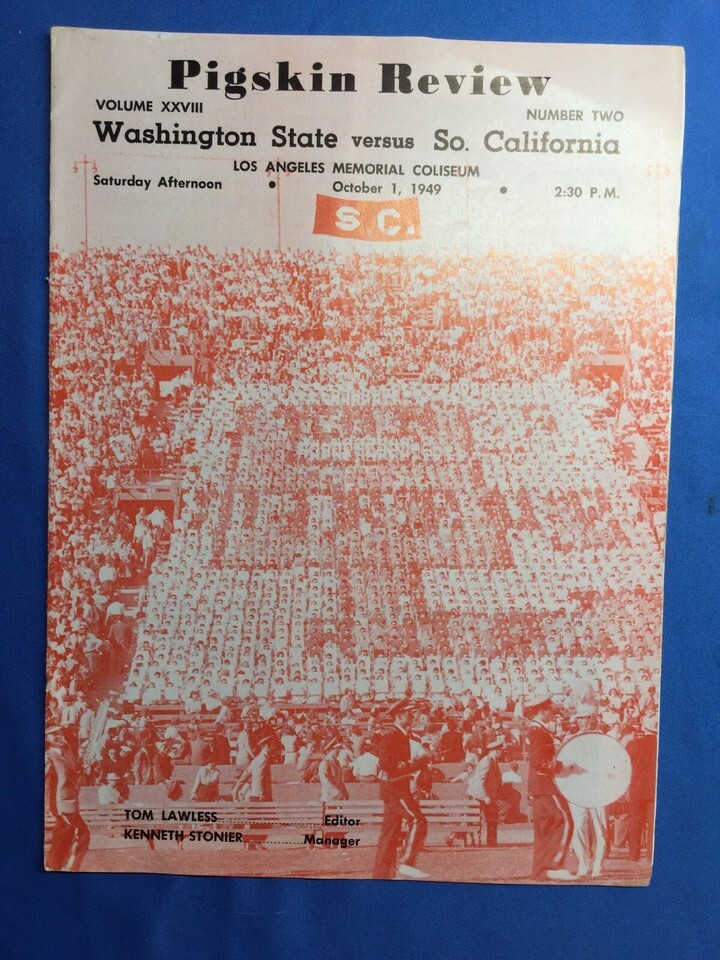 Pigskin Review
VOLUME XXVIII NUMBER TWO
Washington State versus So. California
LOS ANGELES MEMORIAL COLISEUM
Saturday Afternoon • October 1, 1949 • 2:30 P.M.
S.C.
TOM LAWLESS..............................Editor
KENNETH STONIER..............Manager